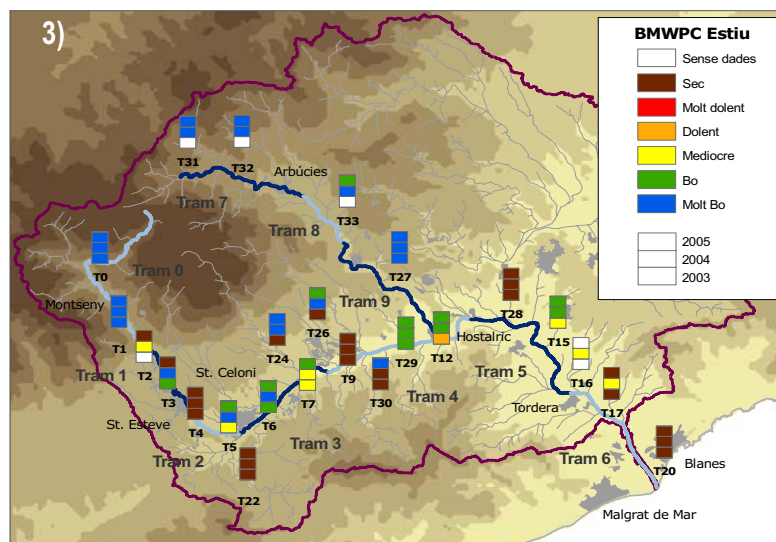 3)
BMWPC Estiu
Sense dades
Sec
Molt dolent
Dolent
Mediocre
Bo
Molt Bo
2005
2004
2003
T31
T32
Arbúcies
T33
Tram 7
Tram 8
T27
Tram 0
T0
Montseny
T1
T2
Tram 1
T3
St. Celoni
T24
T26
Tram 9
T28
T15
Hostalric
T12
T29
T9
T30
T7
T6
T5
T4
St. Esteve
Tram 2
Tram 3
Tram 4
Tram 5
T16
T17
Tordera
T22
Tram 6
T20
Blanes
Malgrat de Mar